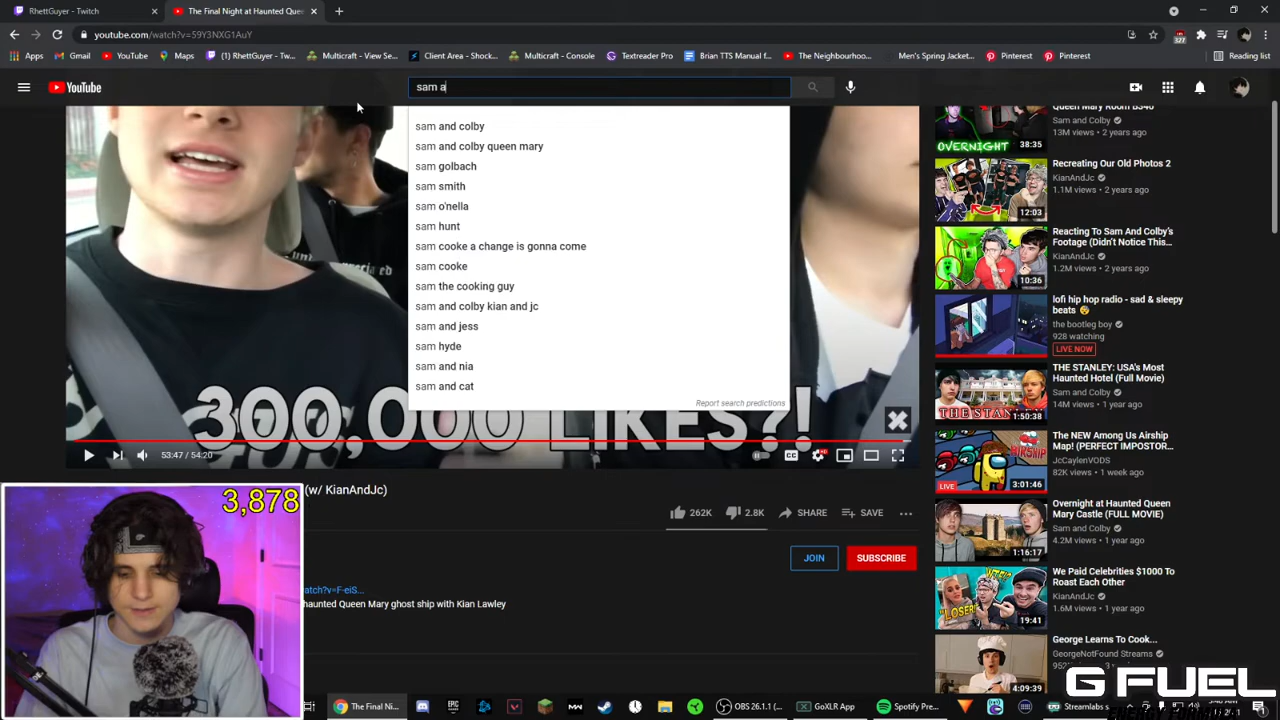 RhettGuyer - Twitch
The Final Night at Haunted Que
youtube.com/watch?v=59Y3NXG1AuY
327
Apps
Gmail
YouTube
Maps
(1) RhettGuyer - Tw...
Multicraft - View Se...
Client Area - Shock...
Multicraft - Console
Textreader Pro
Brian TTS Manual -...
The Neighbourhoo...
Men's Spring Jacket...
Pinterest
Pinterest
Reading list
YouTube
sam a
sam and colby
sam and colby queen mary
sam golbach
sam smith
sam o'nella
sam hunt
sam cooke a change is gonna come
sam cooke
sam the cooking guy
sam and colby kian and jc
sam and jess
sam hyde
sam and nia
sam and cat
Report search predictions
300,000 LIKES?!
53:47 / 54:20
3,878
(w/ KianAndJc)
262K
2.8K
SHARE
SAVE
JOIN
SUBSCRIBE
atch?v=F-eiS...
haunted Queen Mary ghost ship with Kian Lawley
OVERNIGHT
38:35
Queen Mary Room B340
Sam and Colby
13M views • 2 years ago
12:03
Recreating Our Old Photos 2
KianAndJc
1.1M views • 2 years ago
10:36
Reacting To Sam And Colby's
Footage (Didn't Notice This...
KianAndJc
1.2M views • 2 years ago
lofi hip hop radio - sad & sleepy
beats
the bootleg boy
928 watching
LIVE NOW
THE STANLEY
1:50:38
THE STANLEY: USA's Most
Haunted Hotel (Full Movie)
Sam and Colby
14M views • 1 year ago
AIRSHIP
LIVE
3:01:46
The NEW Among Us Airship
Map! (PERFECT IMPOSTOR...
JcCaylenVODS
82K views • 1 week ago
1:16:17
Overnight at Haunted Queen
Mary Castle (FULL MOVIE)
Sam and Colby
4.2M views • 1 year ago
"LOSER"
19:41
We Paid Celebrities $1000 To
Roast Each Other
KianAndJc
1.6M views • 1 year ago
4:09:39
George Learns To Cook...
GeorgeNotFound Streams
G FUEL
The Final Ni...
OBS 26.1.1 (...
GoXLR App
Spotify Pre...
Streamlabs